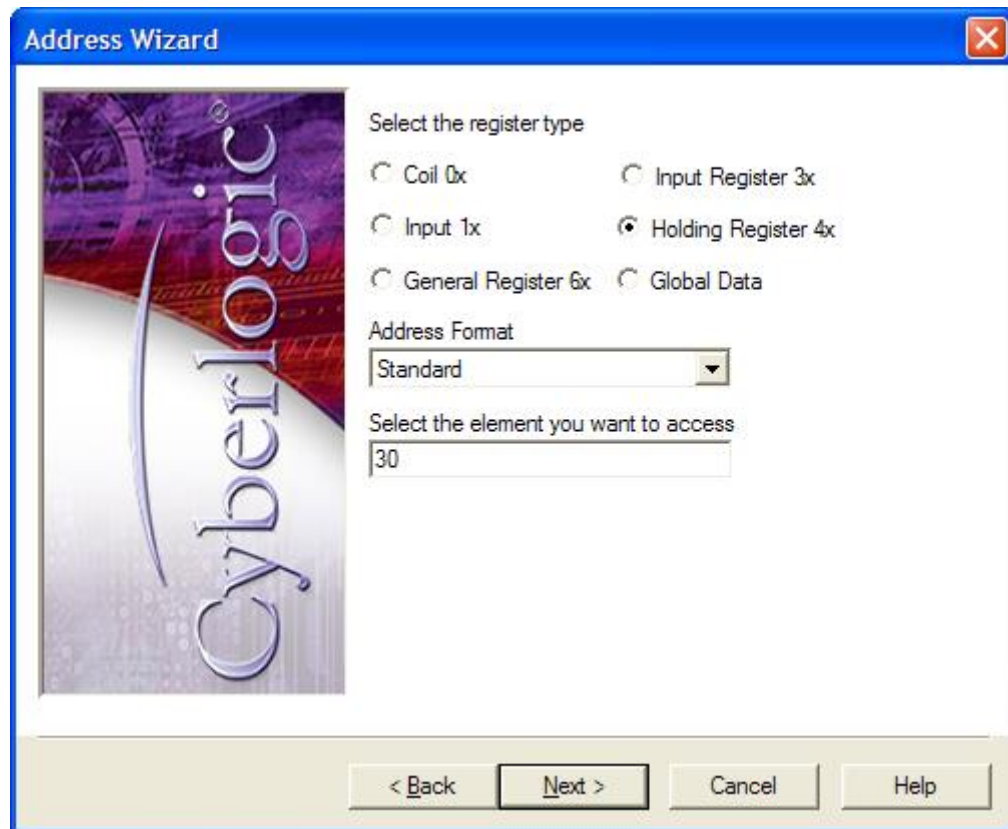 Address Wizard
Cyberlogic®
Select the register type
Coil 0x
Input Register 3x
Input 1x
Holding Register 4x
General Register 6x
Global Data
Address Format
Standard
Select the element you want to access
30
< Back
Next >
Cancel
Help